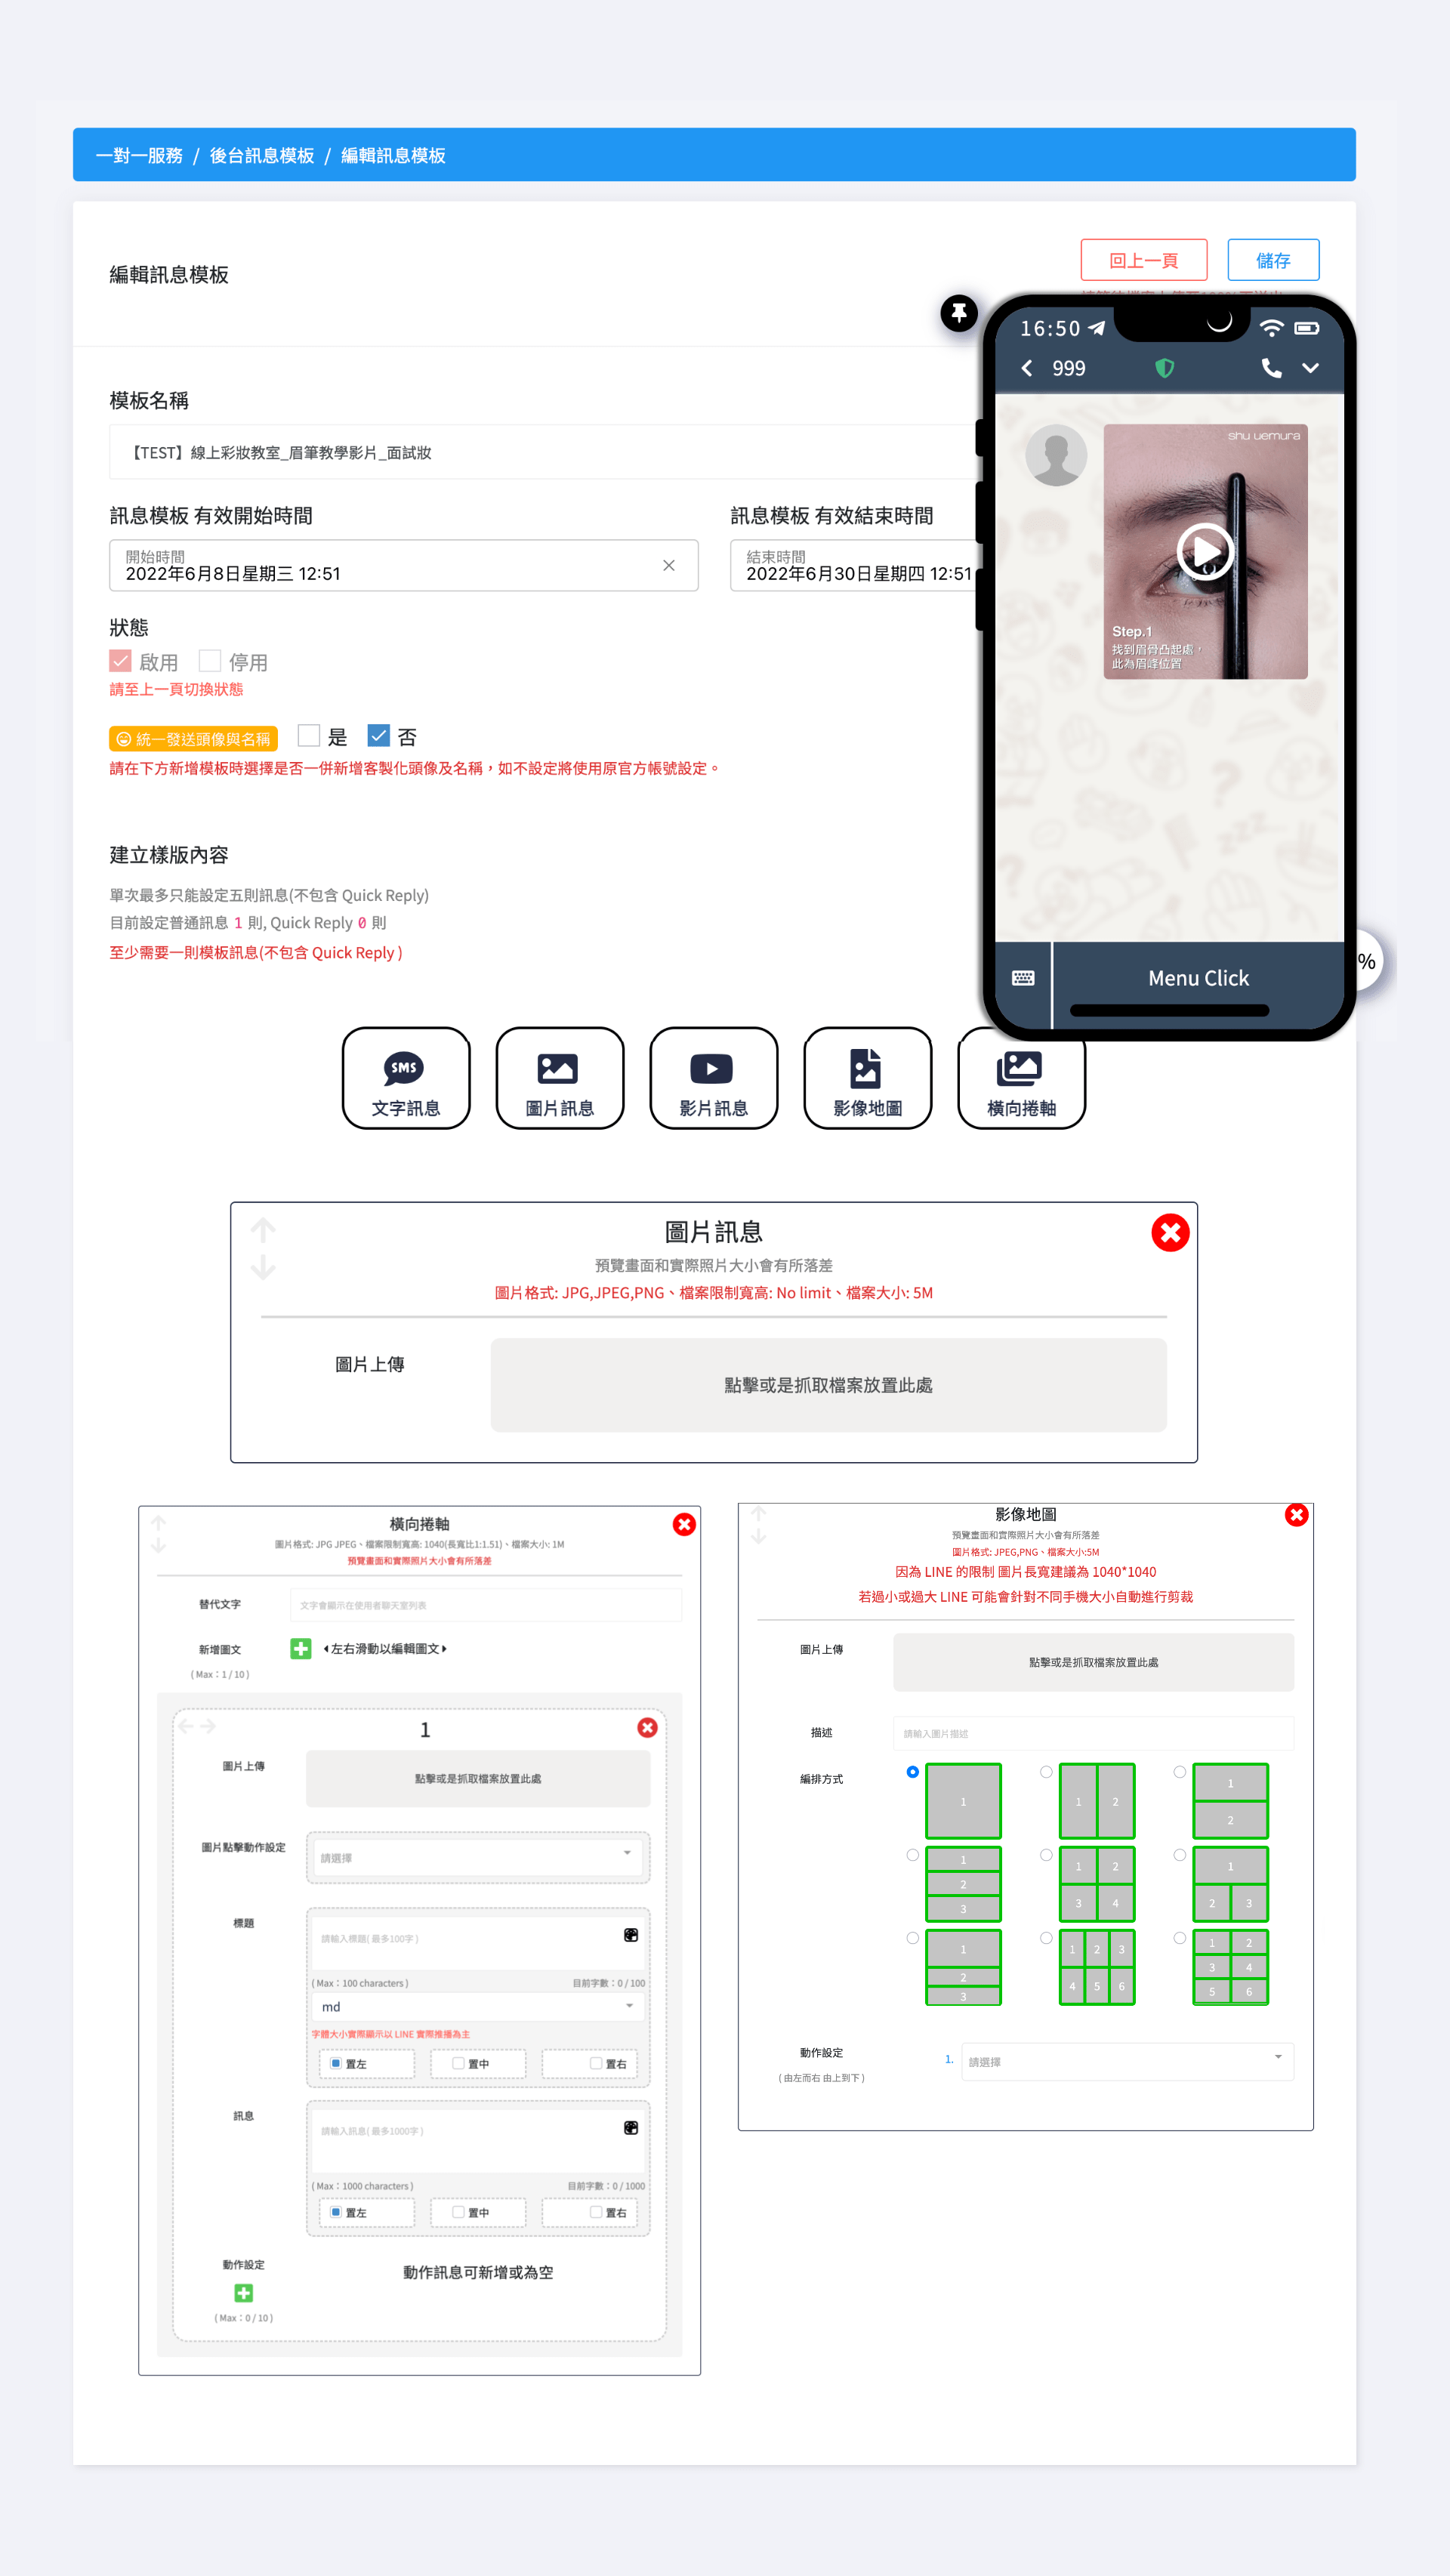 一對一服務 / 後台訊息模板 / 編輯訊息模板
編輯訊息模板
回上一頁
儲存
16:50
999
模板名稱
【TEST】線上彩妝教室_眉筆教學影片_面試妝
shu uemura
訊息模板 有效開始時間
訊息模板 有效結束時間
開始時間
2022年6月8日星期三 12:51
結束時間
2022年6月30日星期四 12:51
狀態
啟用
停用
請至上一頁切換狀態
Step.1
找到眉骨凸起處，
此為眉峰位置
統一發送頭像與名稱
是
否
請在下方新增模板時選擇是否一併新增客製化頭像及名稱，如不設定將使用原官方帳號設定。
建立樣版內容
單次最多只能設定五則訊息(不包含 Quick Reply)
目前設定普通訊息 1 則, Quick Reply 0 則
至少需要一則模板訊息(不包含 Quick Reply )
%
Menu Click
SMS
文字訊息
圖片訊息
影片訊息
影像地圖
橫向捲軸
圖片訊息
預覽畫面和實際照片大小會有所落差
圖片格式: JPG,JPEG,PNG、檔案限制寬高: No limit、檔案大小: 5M
圖片上傳
點擊或是抓取檔案放置此處
橫向捲軸
圖片格式: JPG JPEG、檔案限制寬高: 1040(長寬比1:1.51)、檔案大小: 1M
預覽畫面和實際照片大小會有所落差
替代文字
文字會顯示在使用者聊天室列表
新增圖文
左右滑動以編輯圖文
( Max：1 / 10 )
1
圖片上傳
點擊或是抓取檔案放置此處
圖片點擊動作設定
請選擇
標題
請輸入標題( 最多100字 )
( Max：100 characters )
目前字數：0 / 100
md
字體大小實際顯示以 LINE 實際推播為主
置左
置中
置右
訊息
請輸入訊息( 最多1000字 )
( Max：1000 characters )
目前字數：0 / 1000
置左
置中
置右
動作設定
動作訊息可新增或為空
( Max：0 / 10 )
影像地圖
預覽畫面和實際照片大小會有所落差
圖片格式: JPEG,PNG、檔案大小:5M
因為 LINE 的限制 圖片長寬建議為 1040*1040
若過小或過大 LINE 可能會針對不同手機大小自動進行剪裁
圖片上傳
點擊或是抓取檔案放置此處
描述
請輸入圖片描述
編排方式
1
1 2
1
2
1
2
3
1 2
3 4
1
2 3
1
2
3
1 2 3
4 5 6
1 2
3 4
5 6
動作設定
( 由左而右 由上到下 )
1.
請選擇